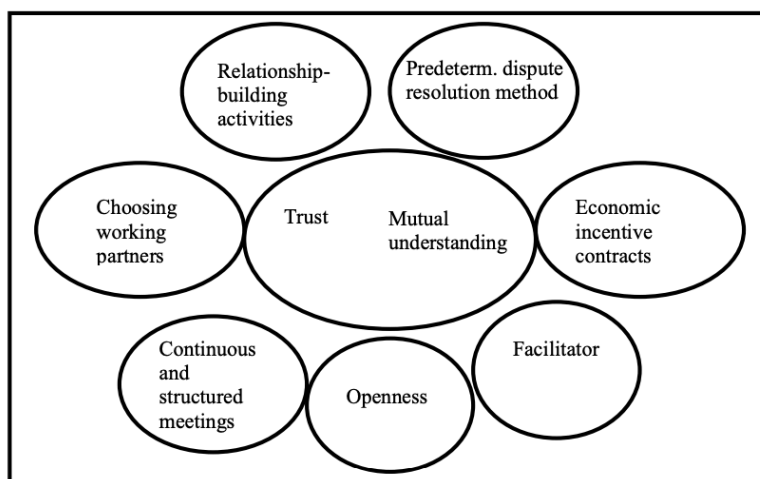 Relationship-
building
activities
Predeterm. dispute
resolution method
Choosing
working
partners
Trust
Mutual
understanding
Economic
incentive
contracts
Continuous
and
structured
meetings
Openness
Facilitator